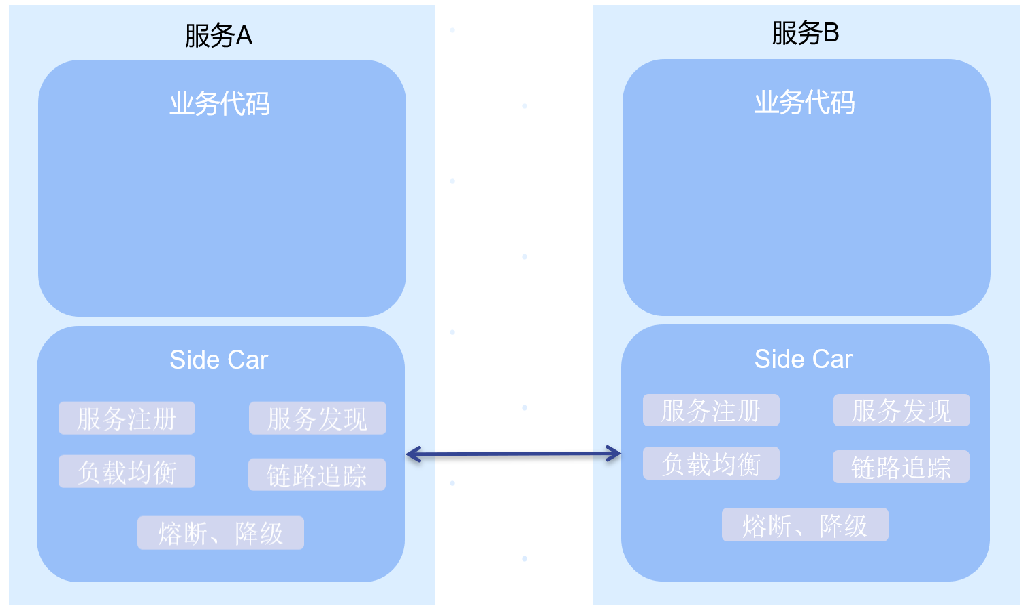 服务A
业务代码
Side Car
服务注册
服务发现
负载均衡
链路追踪
熔断、降级
服务B
业务代码
Side Car
服务注册
服务发现
负载均衡
链路追踪
熔断、降级